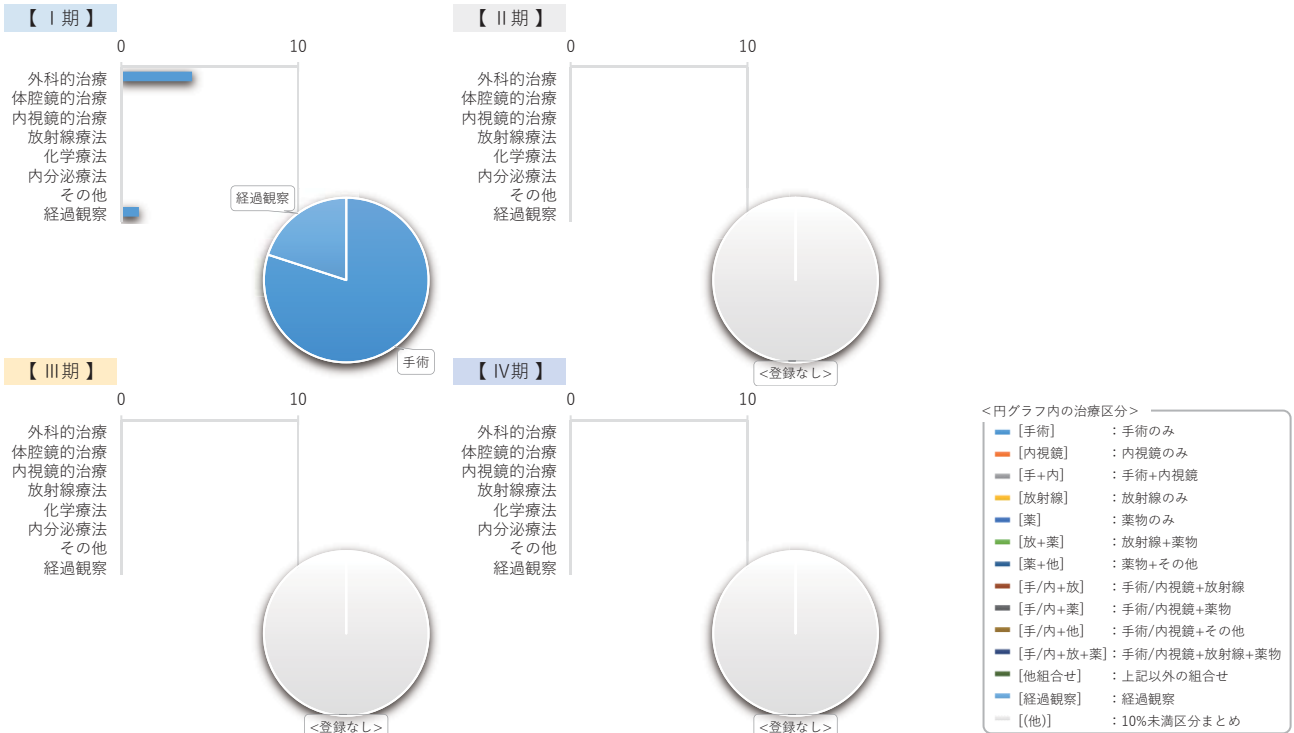 【 Ⅰ期 】
0 10
外科的治療
体腔鏡的治療
内視鏡的治療
放射線療法
化学療法
内分泌療法
その他
経過観察
経過観察
手術
【 Ⅱ期 】
0 10
外科的治療
体腔鏡的治療
内視鏡的治療
放射線療法
化学療法
内分泌療法
その他
経過観察
<登録なし>
【 Ⅲ期 】
0 10
外科的治療
体腔鏡的治療
内視鏡的治療
放射線療法
化学療法
内分泌療法
その他
経過観察
<登録なし>
【 Ⅳ期 】
0 10
外科的治療
体腔鏡的治療
内視鏡的治療
放射線療法
化学療法
内分泌療法
その他
経過観察
<登録なし>
<円グラフ内の治療区分>
[手術] ：手術のみ
[内視鏡] ：内視鏡のみ
[手+内] ：手術+内視鏡
[放射線] ：放射線のみ
[薬] ：薬物のみ
[放+薬] ：放射線+薬物
[薬+他] ：薬物+その他
[手/内+放] ：手術/内視鏡+放射線
[手/内+薬] ：手術/内視鏡+薬物
[手/内+他] ：手術/内視鏡+その他
[手/内+放+薬]：手術/内視鏡+放射線+薬物
[他組合せ] ：上記以外の組合せ
[経過観察] ：経過観察
[(他)] ：10%未満区分まとめ